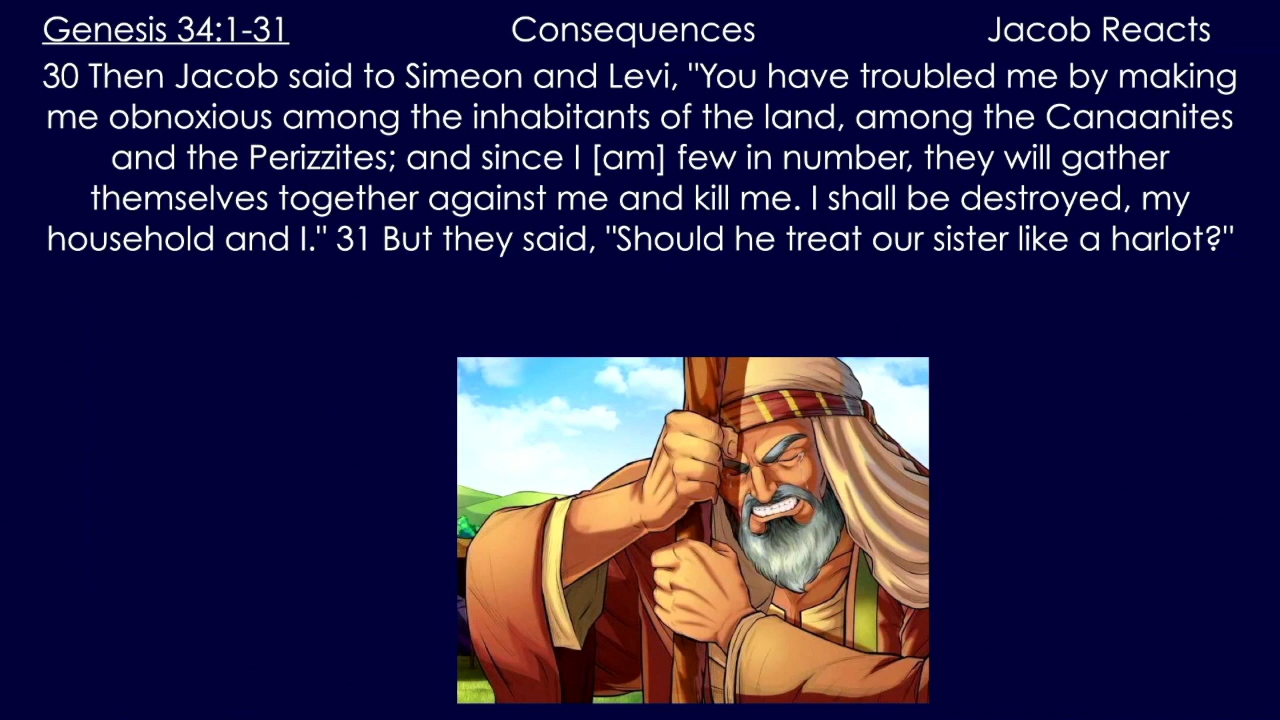 Genesis 34:1-31 Consequences Jacob Reacts
30 Then Jacob said to Simeon and Levi, "You have troubled me by making
me obnoxious among the inhabitants of the land, among the Canaanites
and the Perizzites; and since I [am] few in number, they will gather
themselves together against me and kill me. I shall be destroyed, my
household and I." 31 But they said, "Should he treat our sister like a harlot?"